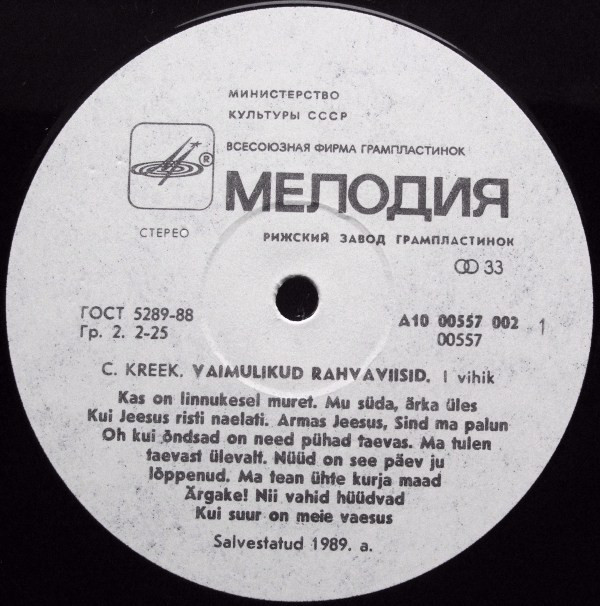 МИНИСТЕРСТВО
КУЛЬТУРЫ СССР
ВСЕСОЮЗНАЯ ФИРМА ГРАМПЛАСТИНОК
®
МЕЛОДИЯ
СТЕРЕО
РИЖСКИЙ ЗАВОД ГРАМПЛАСТИНОК
33
ГОСТ 5289-88
Гр. 2. 2-25
А10 00557 002 1
00557
C. KREEK. VAIMULIKUD RAHVAVIISID. I vihik
Kas on linnukesel muret. Mu süda, ärka üles
Kui Jeesus risti naelati. Armas Jeesus, Sind ma palun
Oh kui õndsad on need pühad taevas. Ma tulen
taevast ülevalt. Nüüd on see päev ju
lõppenud. Ma tean ühte kurja maad
Ärgake! Nii vahid hüüdvad
Kui suur on meie vaesus
Salvestatud 1989. a.